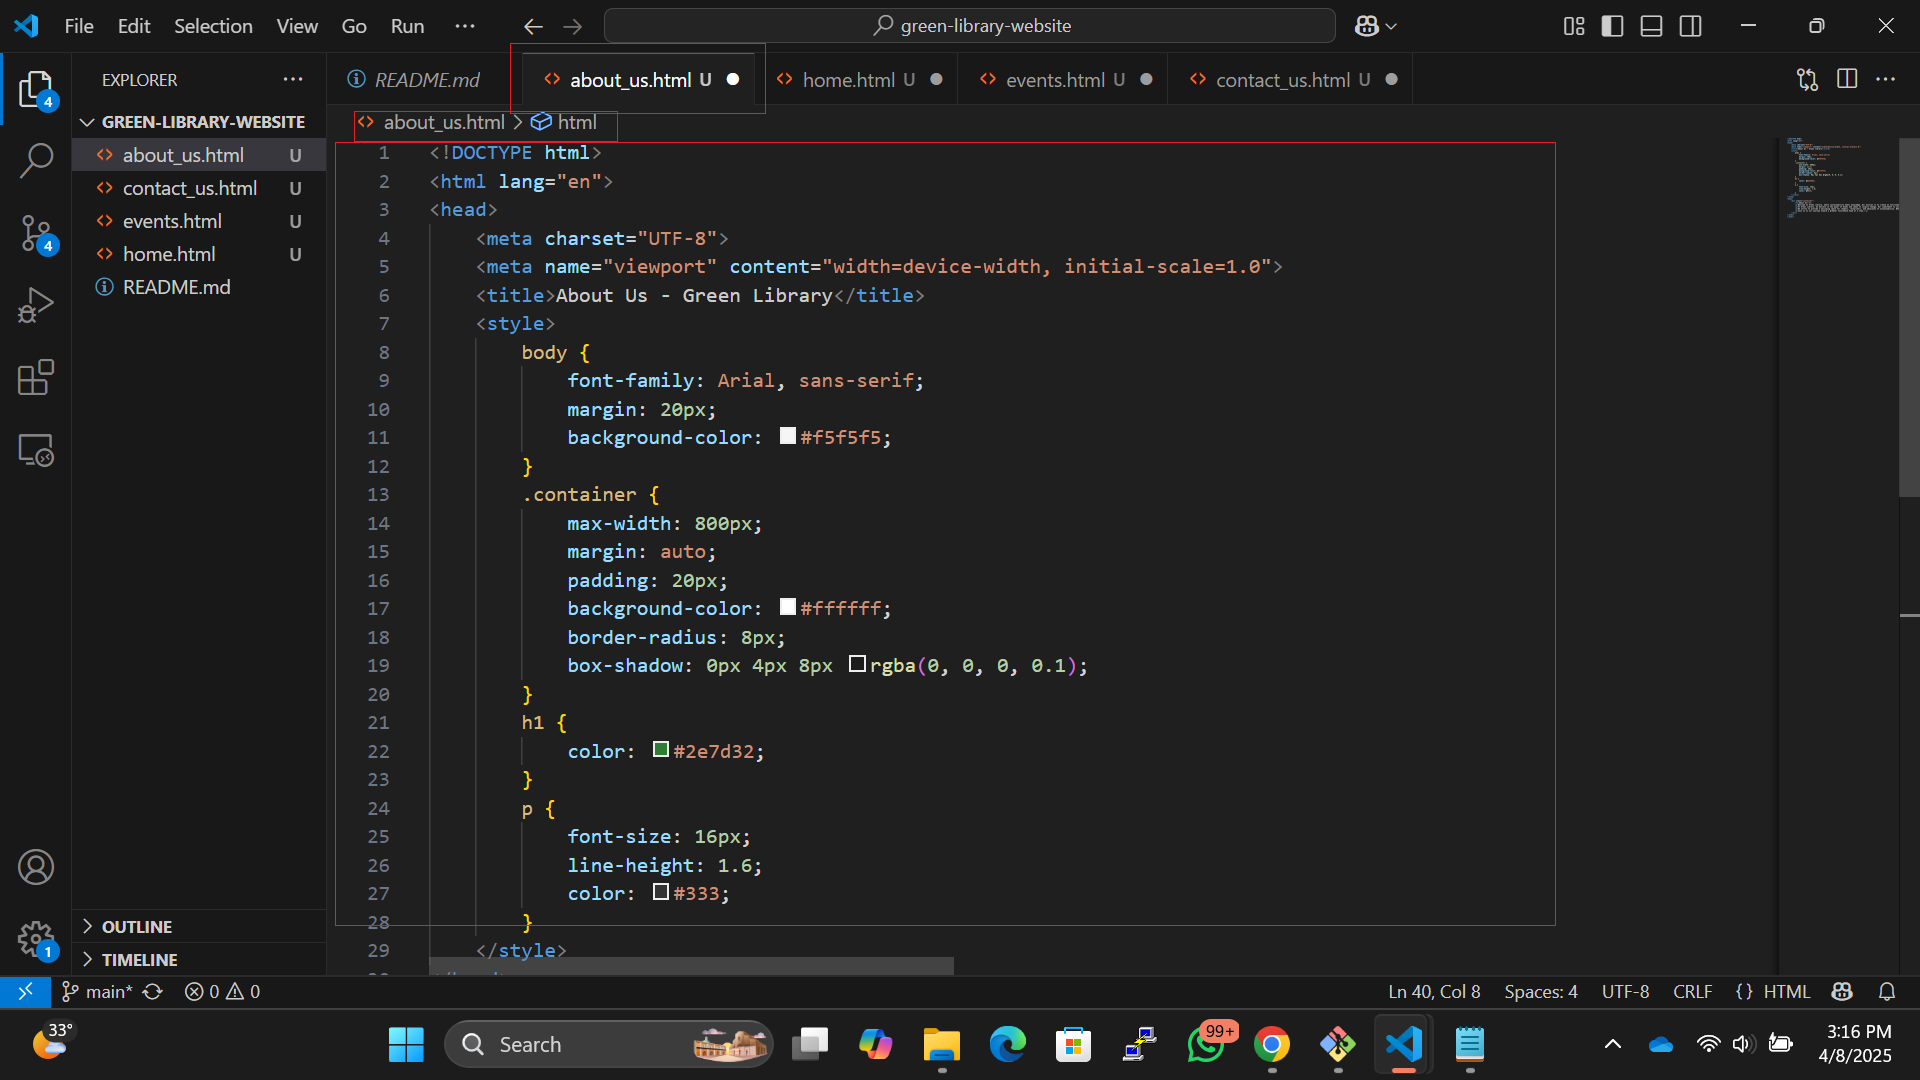 File Edit Selection View Go Run ··· green-library-website
EXPLORER ···
GREEN-LIBRARY-WEBSITE
about_us.html U
contact_us.html U
events.html U
home.html U
README.md
OUTLINE
TIMELINE
4
4
1
README.md about_us.html U home.html U events.html U contact_us.html U ···
about_us.html > html
1 <!DOCTYPE html>
2 <html lang="en">
3 <head>
4 <meta charset="UTF-8">
5 <meta name="viewport" content="width=device-width, initial-scale=1.0">
6 <title>About Us - Green Library</title>
7 <style>
8 body {
9 font-family: Arial, sans-serif;
10 margin: 20px;
11 background-color: #f5f5f5;
12 }
13 .container {
14 max-width: 800px;
15 margin: auto;
16 padding: 20px;
17 background-color: #ffffff;
18 border-radius: 8px;
19 box-shadow: 0px 4px 8px rgba(0, 0, 0, 0.1);
20 }
21 h1 {
22 color: #2e7d32;
23 }
24 p {
25 font-size: 16px;
26 line-height: 1.6;
27 color: #333;
28 }
29 </style>
main* 0 0 Ln 40, Col 8 Spaces: 4 UTF-8 CRLF {} HTML
33° Search 99+ 3:16 PM
4/8/2025